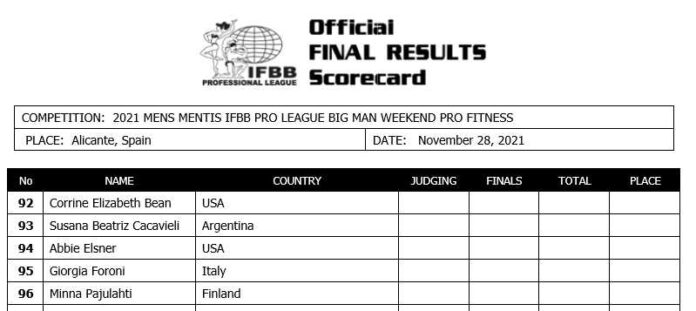 Official
FINAL RESULTS
Scorecard
IFBB
PROFESSIONAL LEAGUE
COMPETITION: 2021 MENS MENTIS IFBB PRO LEAGUE BIG MAN WEEKEND PRO FITNESS
PLACE: Alicante, Spain DATE: November 28, 2021
No NAME COUNTRY JUDGING FINALS TOTAL PLACE
92 Corrine Elizabeth Bean USA
93 Susana Beatriz Cacavieli Argentina
94 Abbie Elsner USA
95 Giorgia Foroni Italy
96 Minna Pajulahti Finland